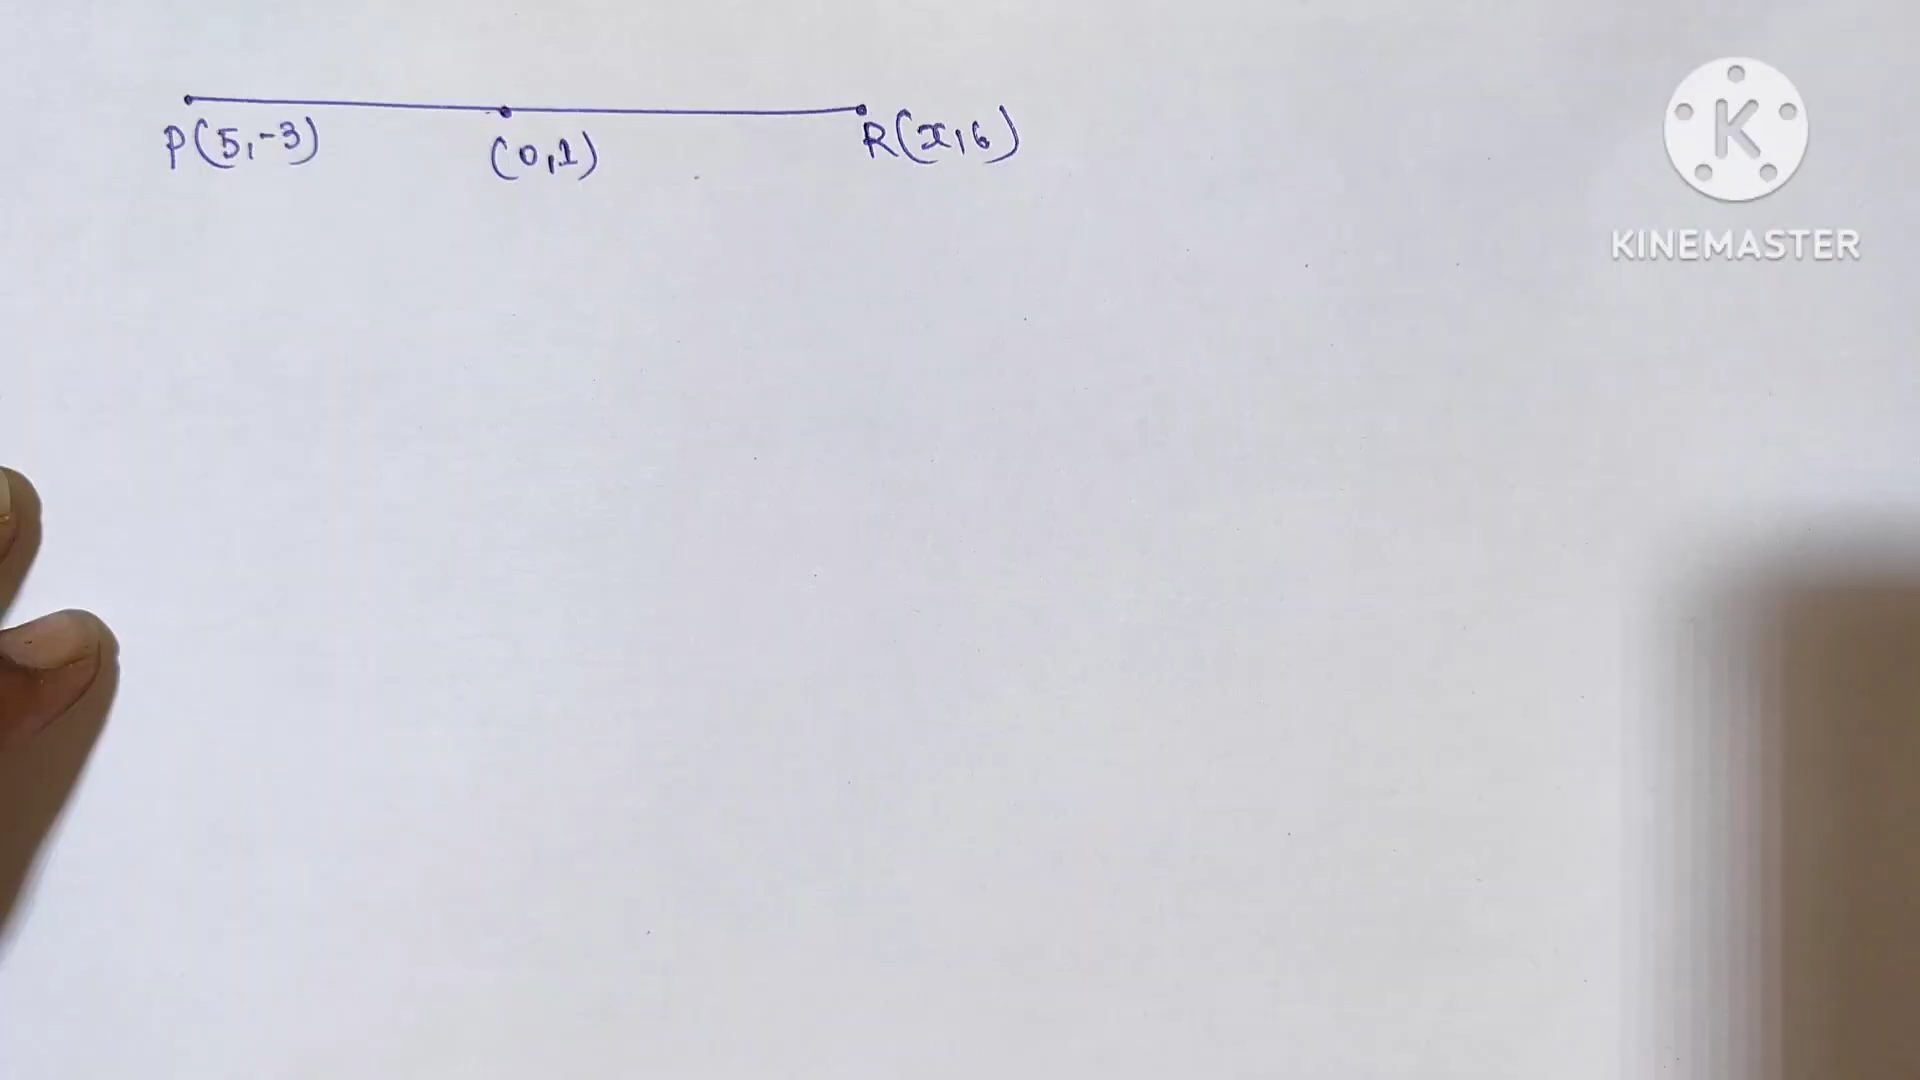 P(5,-3) (0,1) R(x,6)
K
KINEMASTER